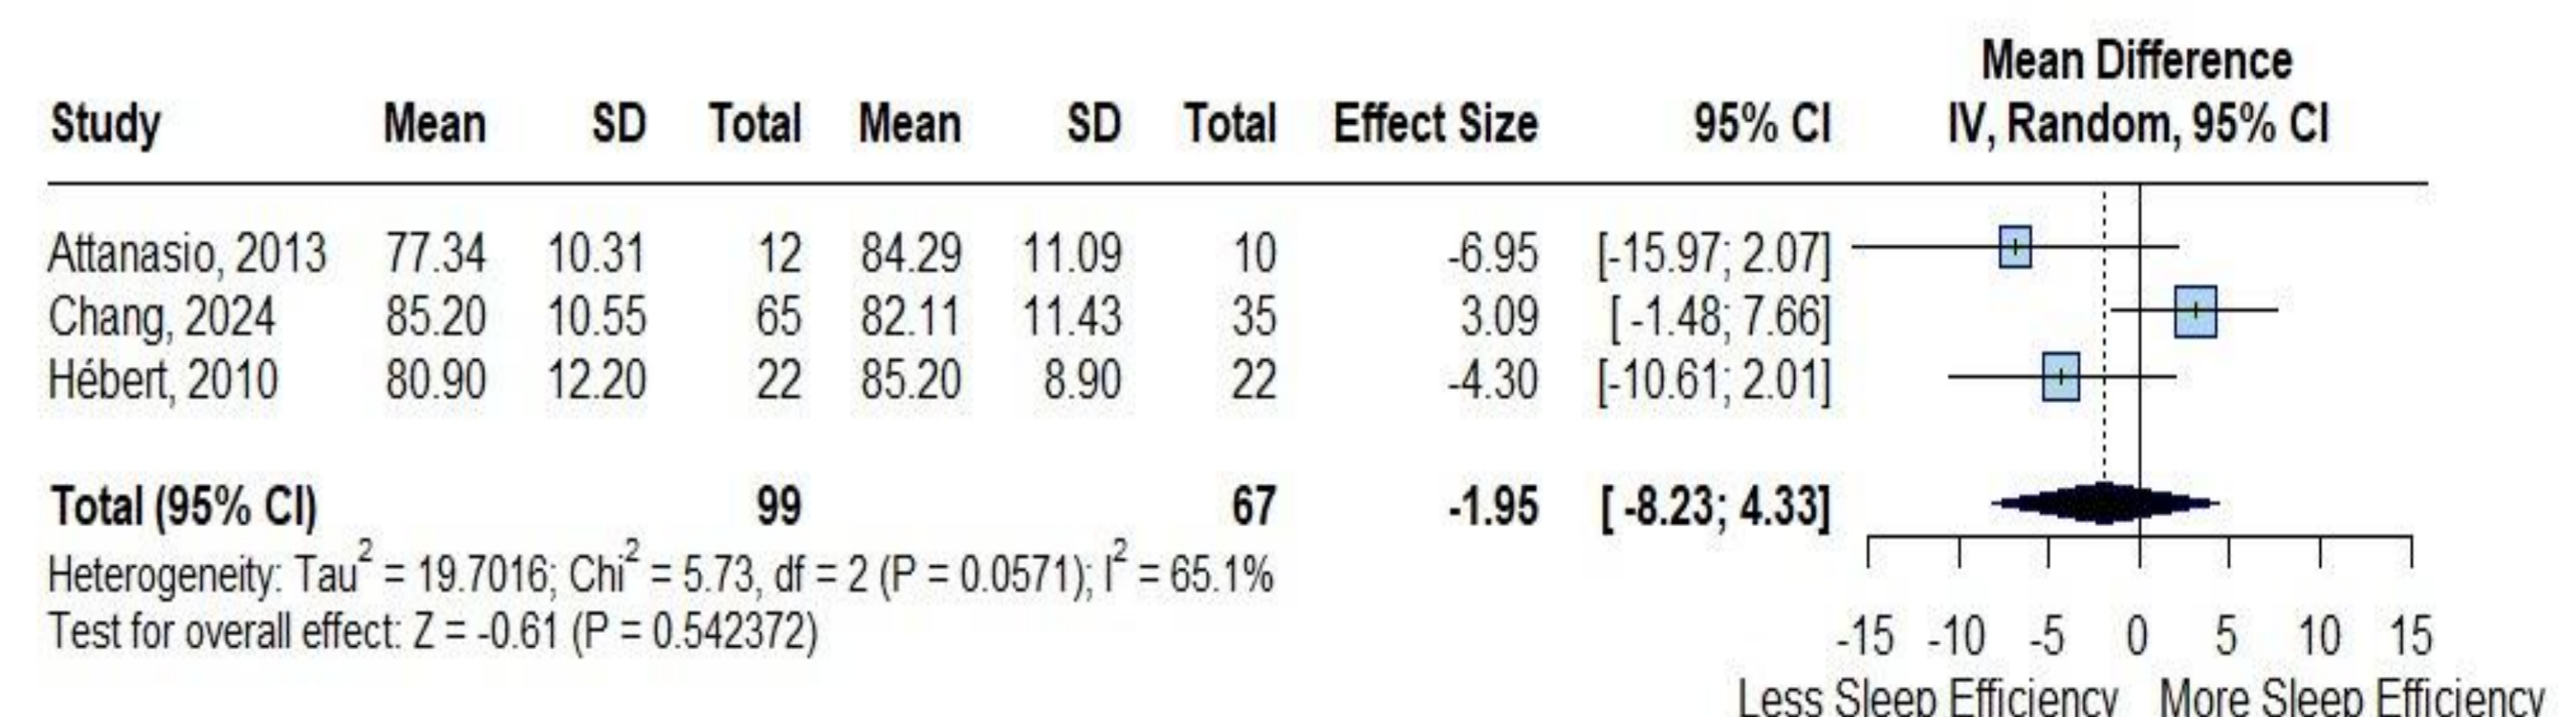 Mean Difference
Study Mean SD Total Mean SD Total Effect Size 95% CI IV, Random, 95% CI
Attanasio, 2013 77.34 10.31 12 84.29 11.09 10 -6.95 [-15.97; 2.07]
Chang, 2024 85.20 10.55 65 82.11 11.43 35 3.09 [ -1.48; 7.66]
Hébert, 2010 80.90 12.20 22 85.20 8.90 22 -4.30 [-10.61; 2.01]
Total (95% CI) 99 67 -1.95 [ -8.23; 4.33]
Heterogeneity: Tau² = 19.7016; Chi² = 5.73, df = 2 (P = 0.0571); I² = 65.1%
Test for overall effect: Z = -0.61 (P = 0.542372)
-15 -10 -5 0 5 10 15
Less Sleep Efficiency More Sleep Efficiency